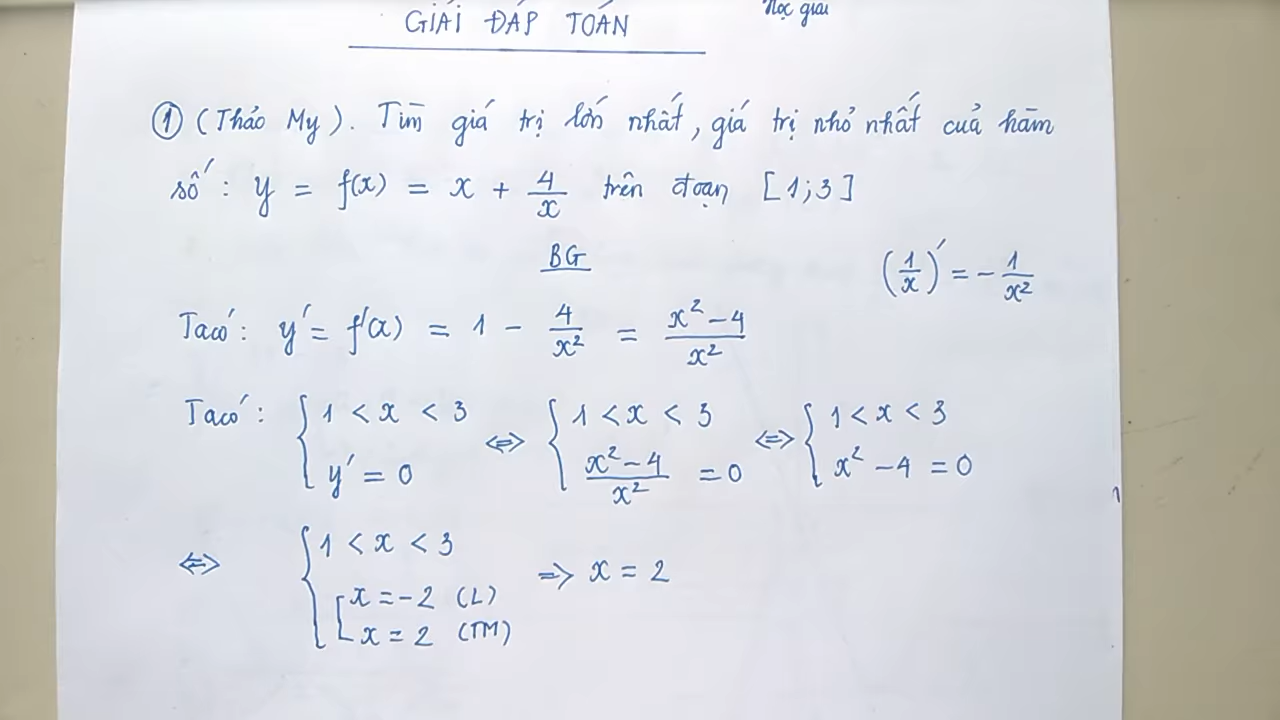 GIẢI ĐÁP TOÁN
Học giỏi
① (Thảo My). Tìm giá trị lớn nhất, giá trị nhỏ nhất của hàm
số: y = f(x) = x + 4/x trên đoạn [1;3]
BG
(1/x)' = - 1/x²
Ta có: y' = f'(x) = 1 - 4/x² = (x² - 4)/x²
Ta có: { 1 < x < 3 ; y' = 0 ⇔ { 1 < x < 3 ; (x² - 4)/x² = 0 ⇔ { 1 < x < 3 ; x² - 4 = 0
⇔ { 1 < x < 3 ; [ x = -2 (L) ; x = 2 (TM) ⇒ x = 2